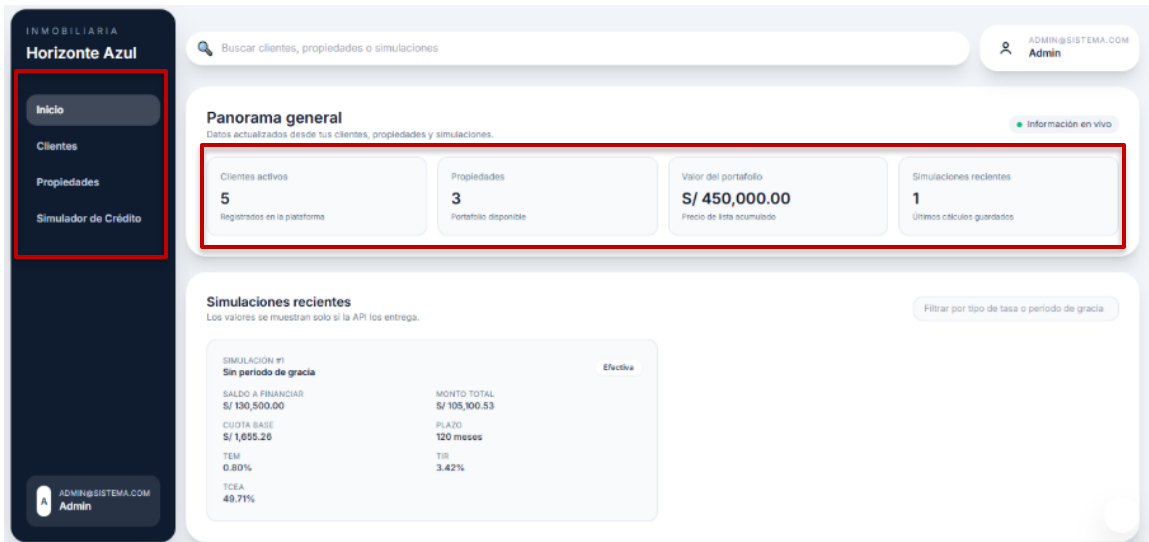 INMOBILIARIA
Horizonte Azul
Inicio
Clientes
Propiedades
Simulador de Crédito
A
ADMIN@SISTEMA.COM
Admin
Buscar clientes, propiedades o simulaciones
ADMIN@SISTEMA.COM
Admin
Panorama general
Datos actualizados desde tus clientes, propiedades y simulaciones.
Información en vivo
Clientes activos
5
Registrados en la plataforma
Propiedades
3
Portafolio disponible
Valor del portafolio
S/ 450,000.00
Precio de lista acumulado
Simulaciones recientes
1
Últimos cálculos guardados
Simulaciones recientes
Los valores se muestran solo si la API los entrega.
Filtrar por tipo de tasa o periodo de gracia
SIMULACIÓN #1
Sin periodo de gracia
Efectiva
SALDO A FINANCIAR
S/ 130,500.00
MONTO TOTAL
S/ 105,100.53
CUOTA BASE
S/ 1,655.26
PLAZO
120 meses
TEM
0.80%
TIR
3.42%
TCEA
49.71%